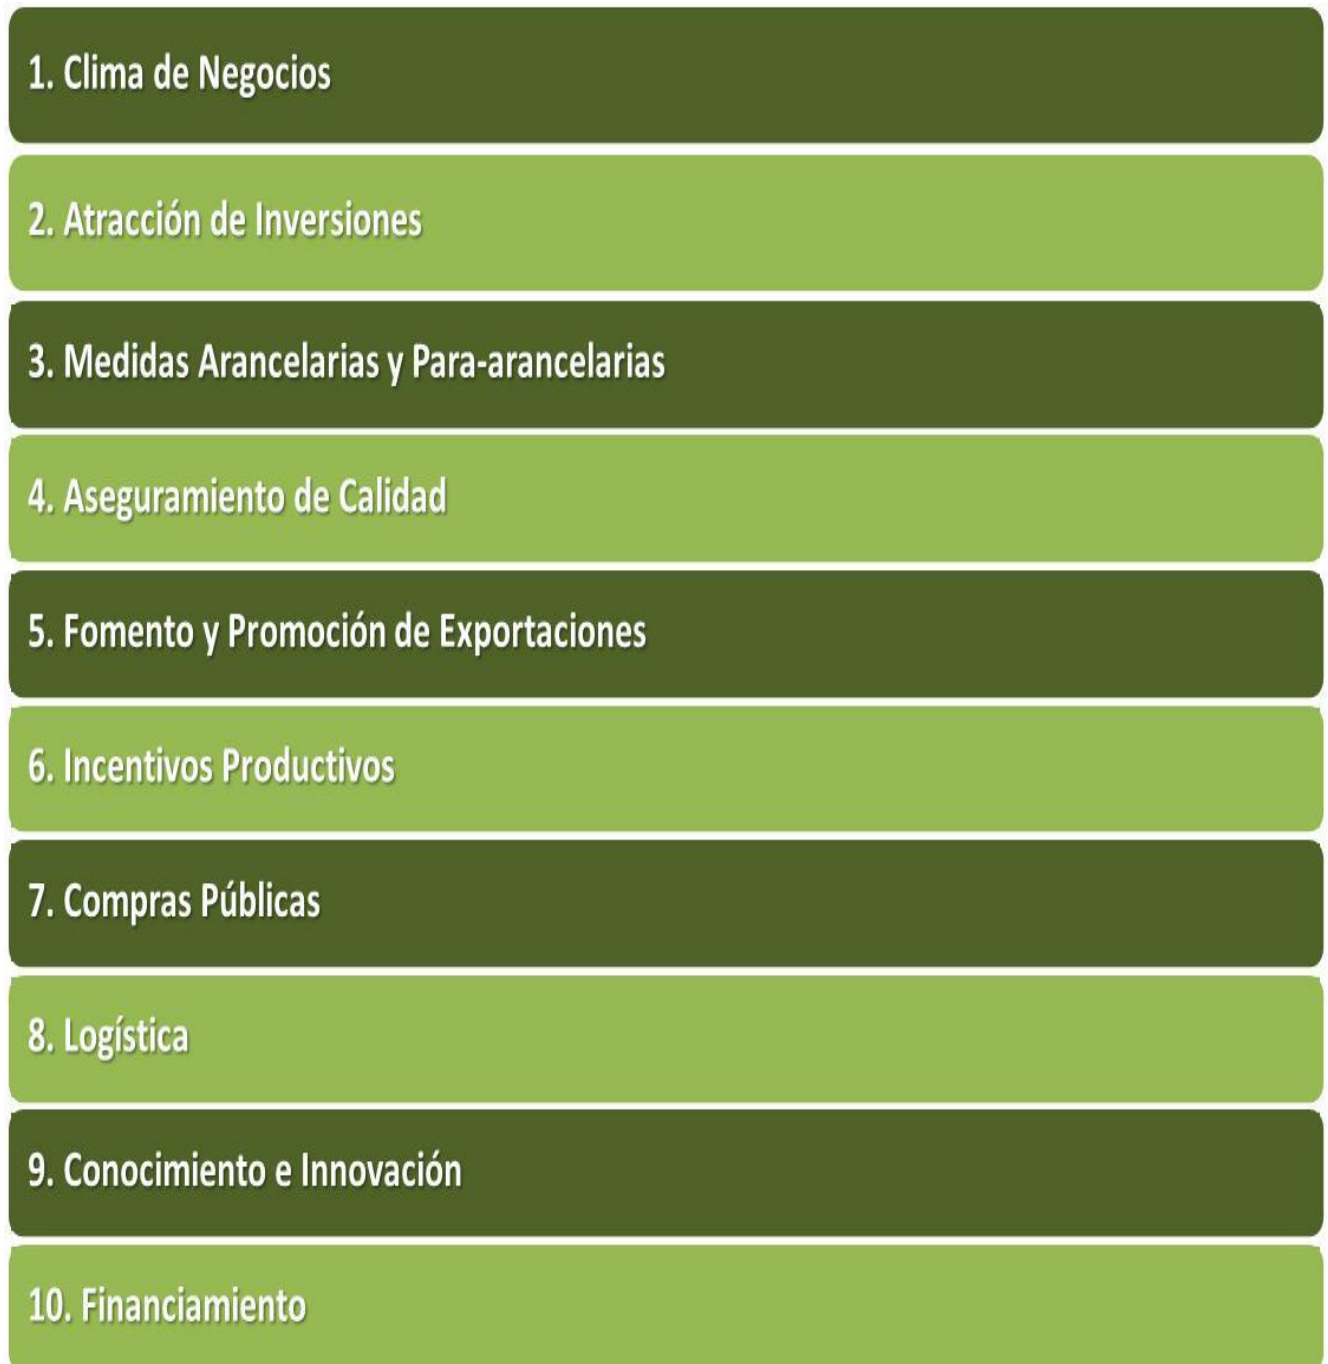 1. Clima de Negocios
2. Atracción de Inversiones
3. Medidas Arancelarias y Para-arancelarias
4. Aseguramiento de Calidad
5. Fomento y Promoción de Exportaciones
6. Incentivos Productivos
7. Compras Públicas
8. Logística
9. Conocimiento e Innovación
10. Financiamiento